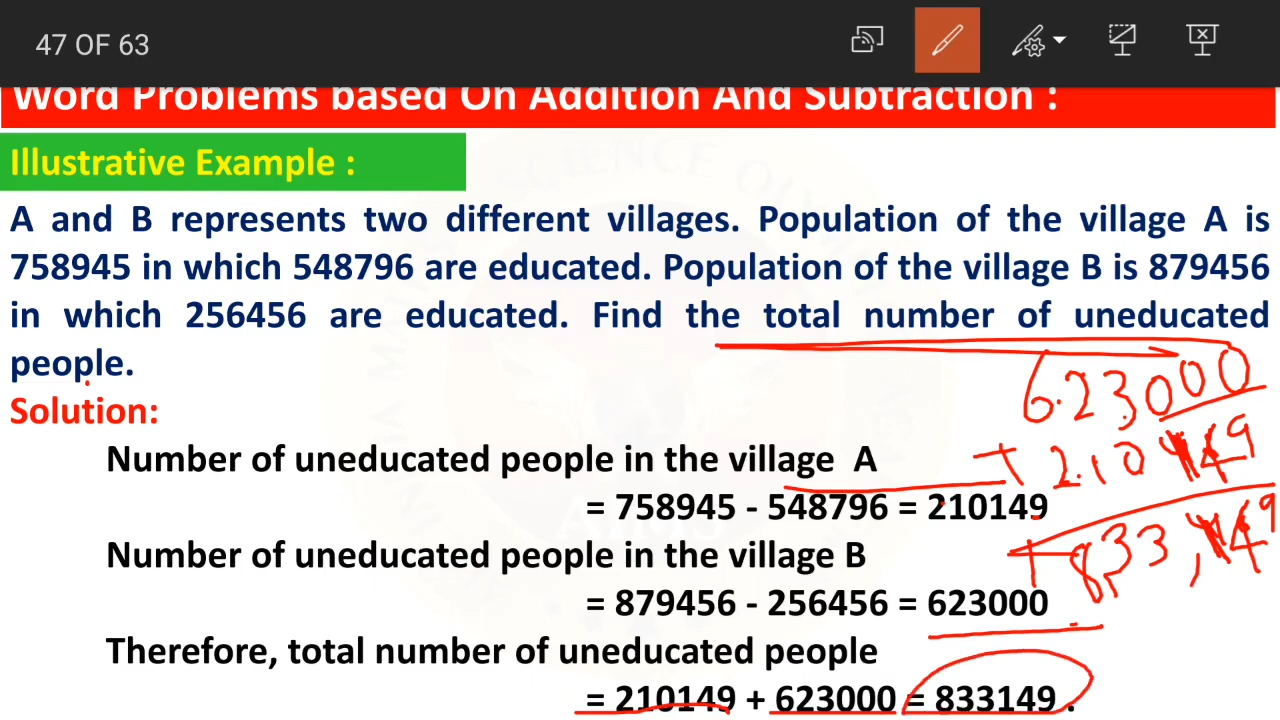 47 OF 63
Word Problems based On Addition And Subtraction :
Illustrative Example :
A and B represents two different villages. Population of the village A is
758945 in which 548796 are educated. Population of the village B is 879456
in which 256456 are educated. Find the total number of uneducated
people.
Solution:
623000
Number of uneducated people in the village A
+ 210149
= 758945 - 548796 = 210149
833,149
Number of uneducated people in the village B
= 879456 - 256456 = 623000
Therefore, total number of uneducated people
= 210149 + 623000 = 833149 .